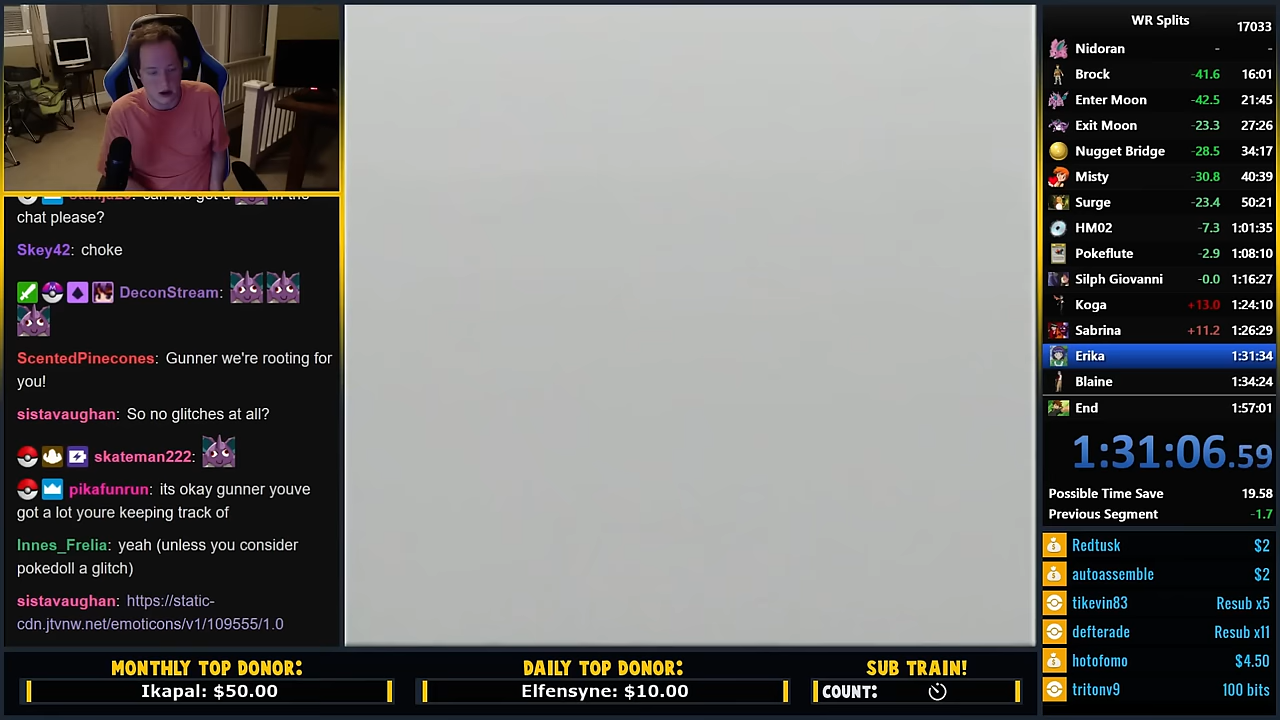 chat please?
Skey42: choke
DeconStream:
ScentedPinecones: Gunner we're rooting for
you!
sistavaughan: So no glitches at all?
skateman222:
pikafunrun: its okay gunner youve
got a lot youre keeping track of
Innes_Frelia: yeah (unless you consider
pokedoll a glitch)
sistavaughan: https://static-
cdn.jtvnw.net/emoticons/v1/109555/1.0
WR Splits 17033
Nidoran - -
Brock -41.6 16:01
Enter Moon -42.5 21:45
Exit Moon -23.3 27:26
Nugget Bridge -28.5 34:17
Misty -30.8 40:39
Surge -23.4 50:21
HM02 -7.3 1:01:35
Pokeflute -2.9 1:08:10
Silph Giovanni -0.0 1:16:27
Koga +13.0 1:24:10
Sabrina +11.2 1:26:29
Erika 1:31:34
Blaine 1:34:24
End 1:57:01
1:31:06.59
Possible Time Save 19.58
Previous Segment -1.7
Redtusk $2
autoassemble $2
tikevin83 Resub x5
defterade Resub x11
hotofomo $4.50
tritonv9 100 bits
MONTHLY TOP DONOR:
Ikapal: $50.00
DAILY TOP DONOR:
Elfensyne: $10.00
SUB TRAIN!
COUNT: